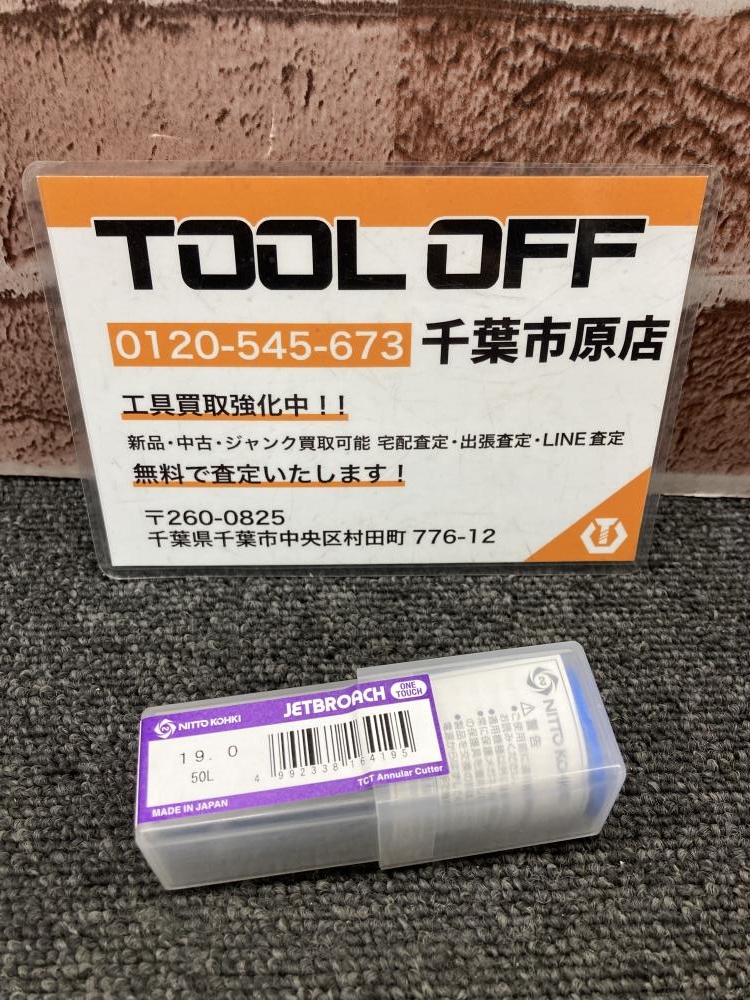 TOOL OFF
0120-545-673 千葉市原店
工具買取強化中！！
新品・中古・ジャンク買取可能 宅配査定・出張査定・LINE査定
無料で査定いたします！
〒260-0825
千葉県千葉市中央区村田町 776-12
NITTO KOHKI JETBROACH ONE TOUCH
19.0
50L
4 992338 164195
TCT Annular Cutter
MADE IN JAPAN
NITTO KOHKI
警告